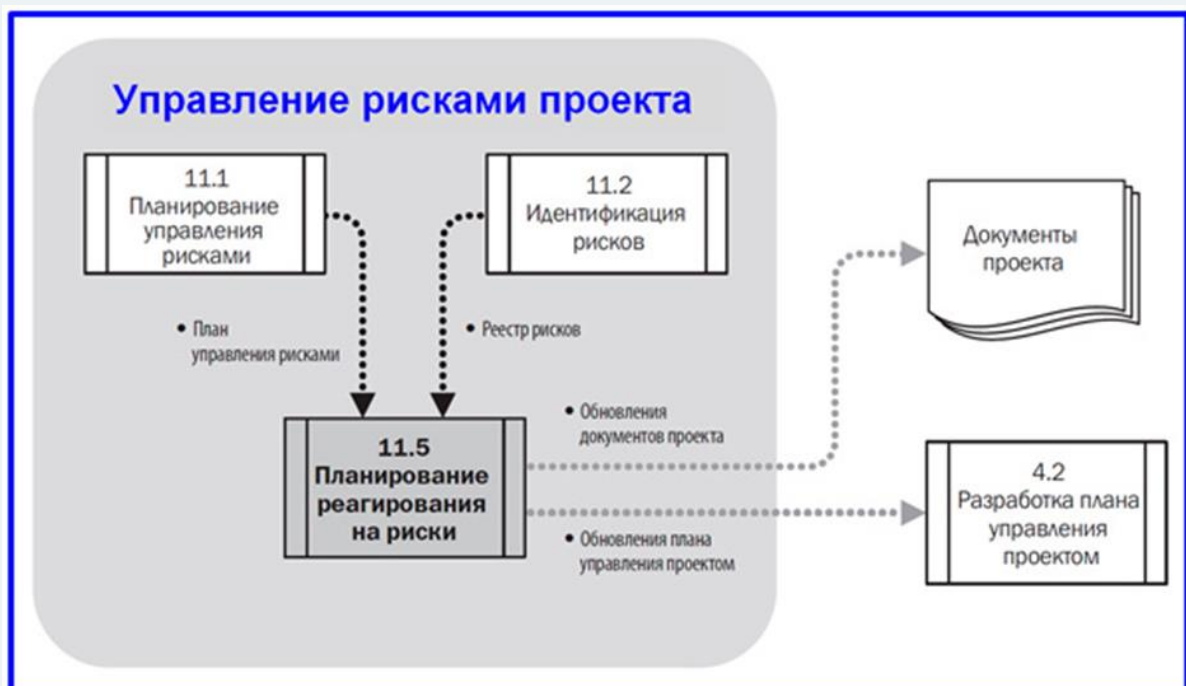 Управление рисками проекта
11.1
Планирование
управления
рисками
11.2
Идентификация
рисков
Документы
проекта
• План
управления рисками
• Реестр рисков
11.5
Планирование
реагирования
на риски
• Обновления
документов проекта
• Обновления плана
управления проектом
4.2
Разработка плана
управления
проектом